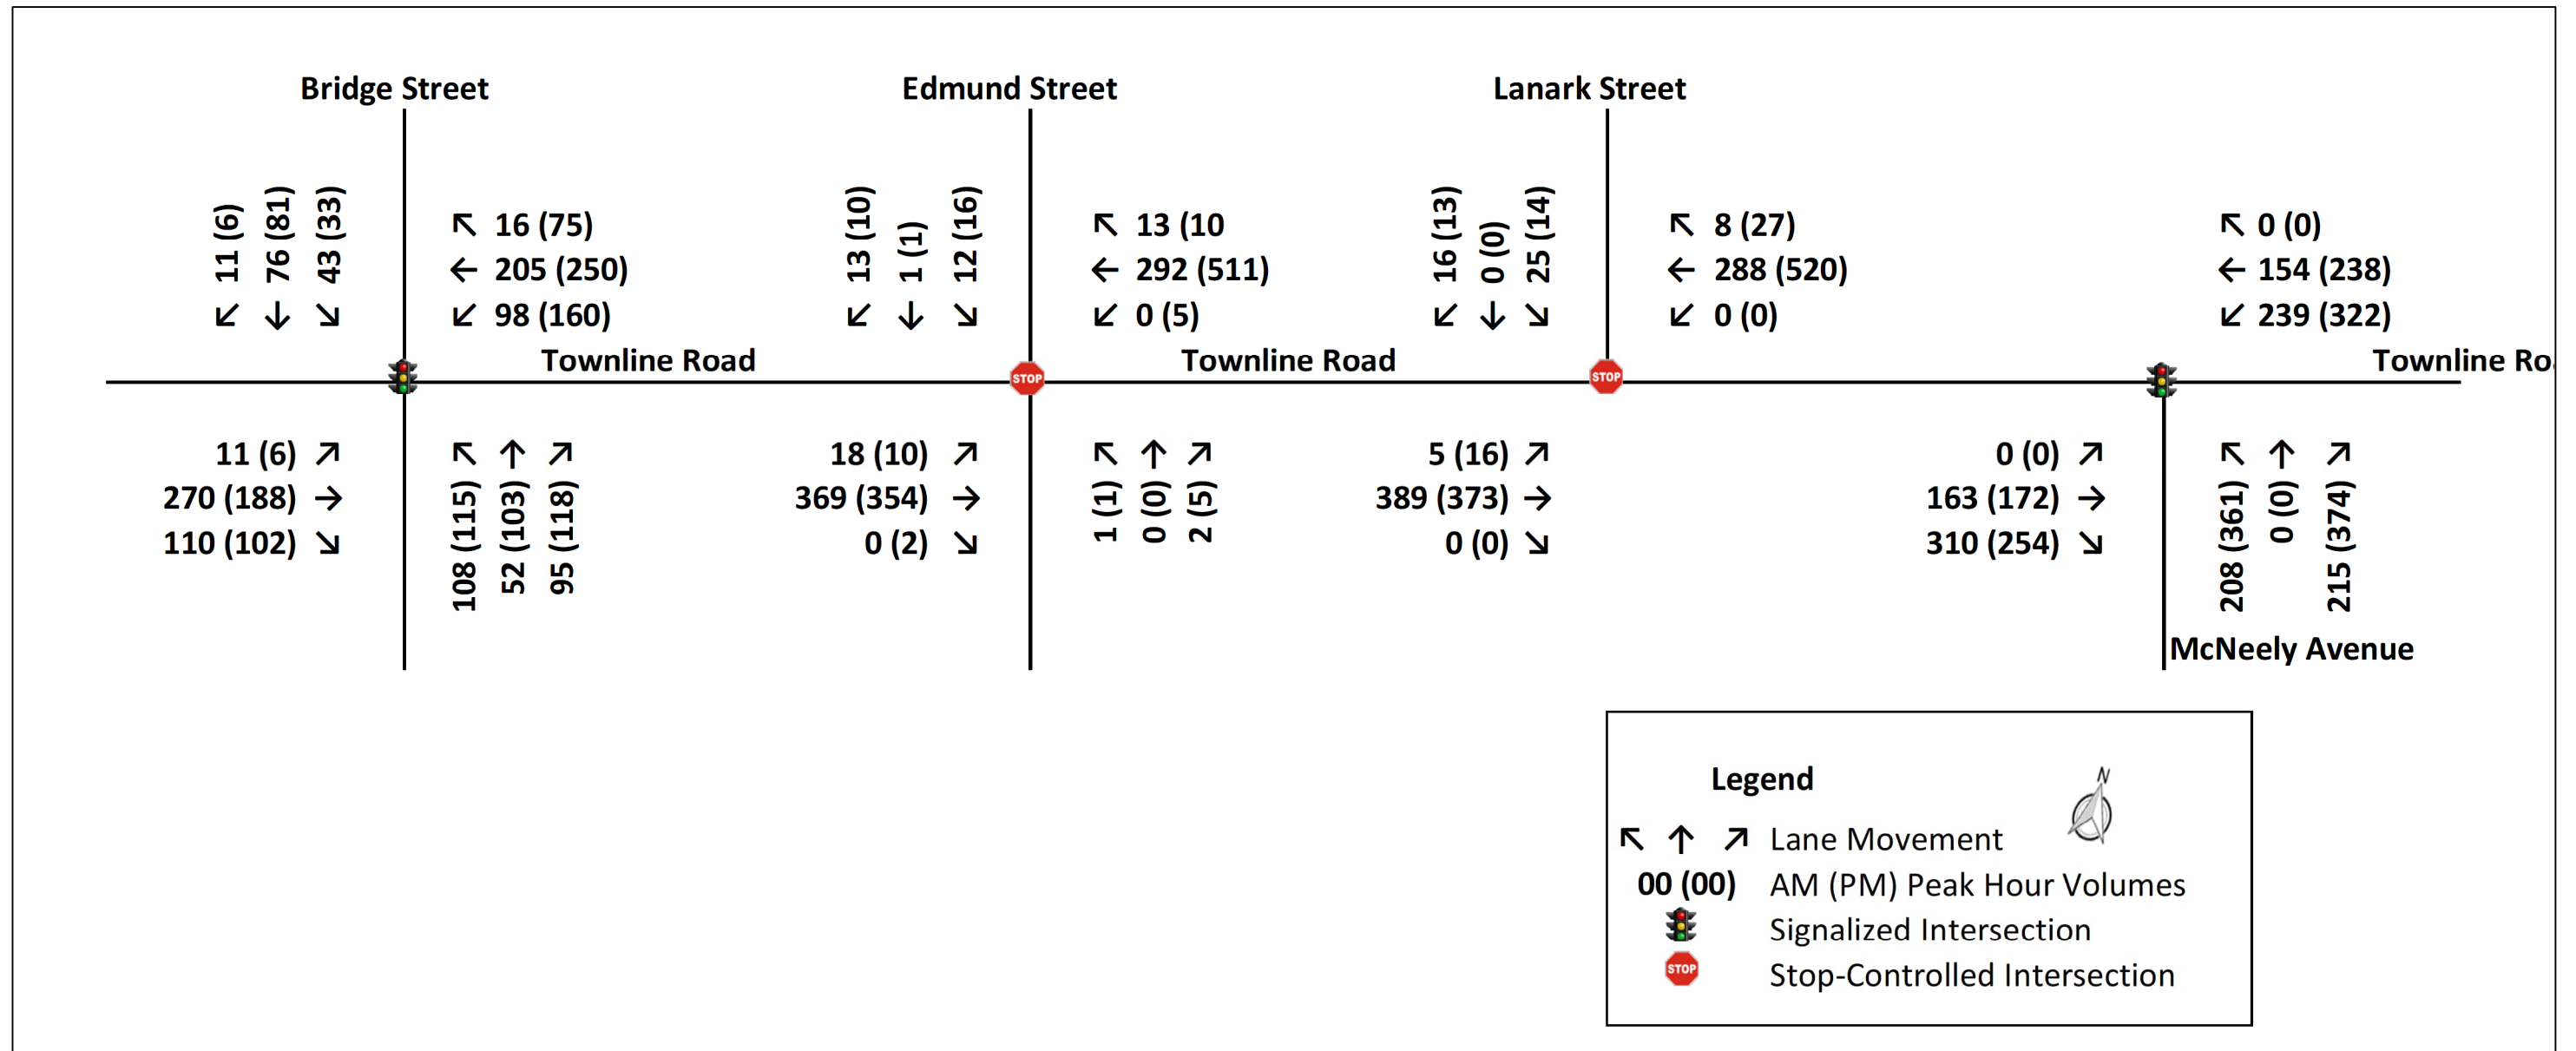 Bridge Street
Edmund Street
Lanark Street
11 (6)
76 (81)
43 (33)
↖ 16 (75)
← 205 (250)
↙ 98 (160)
13 (10)
1 (1)
12 (16)
↖ 13 (10
← 292 (511)
↙ 0 (5)
16 (13)
0 (0)
25 (14)
↖ 8 (27)
← 288 (520)
↙ 0 (0)
↖ 0 (0)
← 154 (238)
↙ 239 (322)
Townline Road
Townline Road
Townline Ro
STOP
STOP
11 (6) ↗
270 (188) →
110 (102) ↘
108 (115)
52 (103)
95 (118)
18 (10) ↗
369 (354) →
0 (2) ↘
1 (1)
0 (0)
2 (5)
5 (16) ↗
389 (373) →
0 (0) ↘
0 (0) ↗
163 (172) →
310 (254) ↘
208 (361)
0 (0)
215 (374)
McNeely Avenue
Legend
N
↖ ↑ ↗ Lane Movement
00 (00) AM (PM) Peak Hour Volumes
Signalized Intersection
STOP Stop-Controlled Intersection